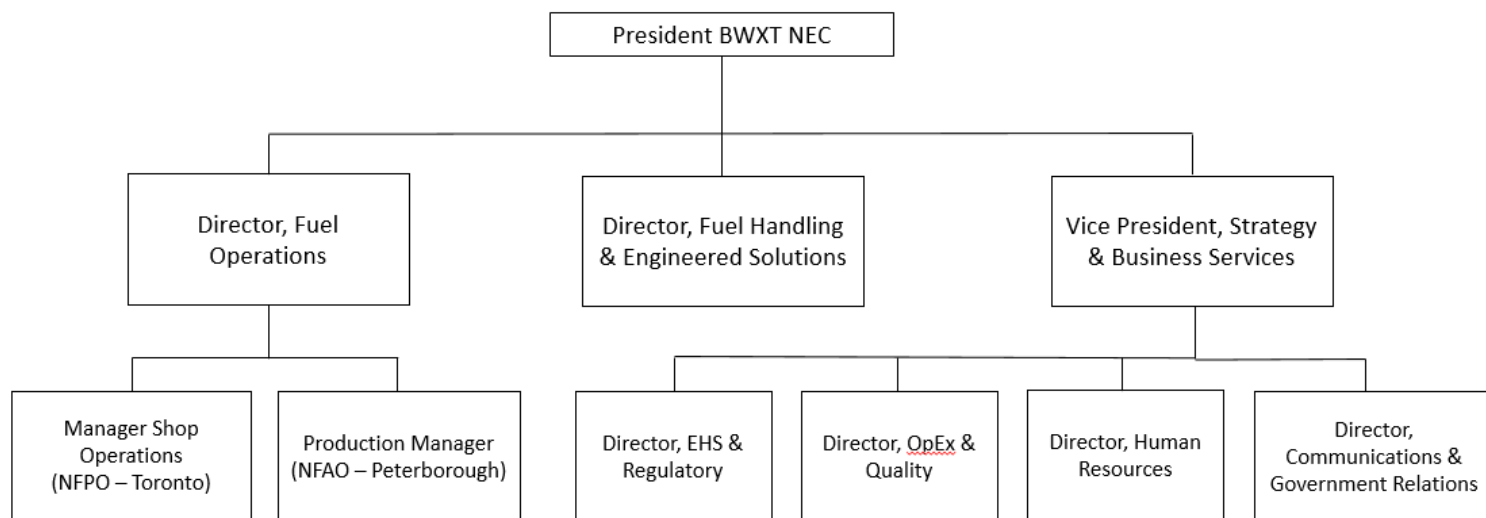 President BWXT NEC
Director, Fuel
Operations
Director, Fuel Handling
& Engineered Solutions
Vice President, Strategy
& Business Services
Manager Shop
Operations
(NFPO – Toronto)
Production Manager
(NFAO – Peterborough)
Director, EHS &
Regulatory
Director, OpEx &
Quality
Director, Human
Resources
Director,
Communications &
Government Relations